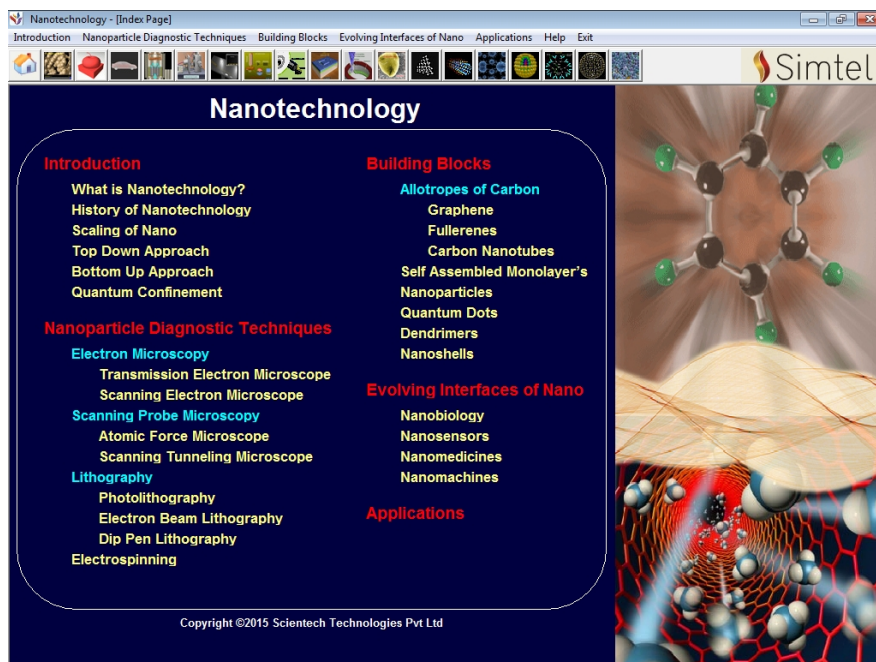 Nanotechnology - [Index Page]
Introduction Nanoparticle Diagnostic Techniques Building Blocks Evolving Interfaces of Nano Applications Help Exit
Simtel
Nanotechnology
Introduction
What is Nanotechnology?
History of Nanotechnology
Scaling of Nano
Top Down Approach
Bottom Up Approach
Quantum Confinement
Nanoparticle Diagnostic Techniques
Electron Microscopy
Transmission Electron Microscope
Scanning Electron Microscope
Scanning Probe Microscopy
Atomic Force Microscope
Scanning Tunneling Microscope
Lithography
Photolithography
Electron Beam Lithography
Dip Pen Lithography
Electrospinning
Building Blocks
Allotropes of Carbon
Graphene
Fullerenes
Carbon Nanotubes
Self Assembled Monolayer's
Nanoparticles
Quantum Dots
Dendrimers
Nanoshells
Evolving Interfaces of Nano
Nanobiology
Nanosensors
Nanomedicines
Nanomachines
Applications
Copyright ©2015 Scientech Technologies Pvt Ltd